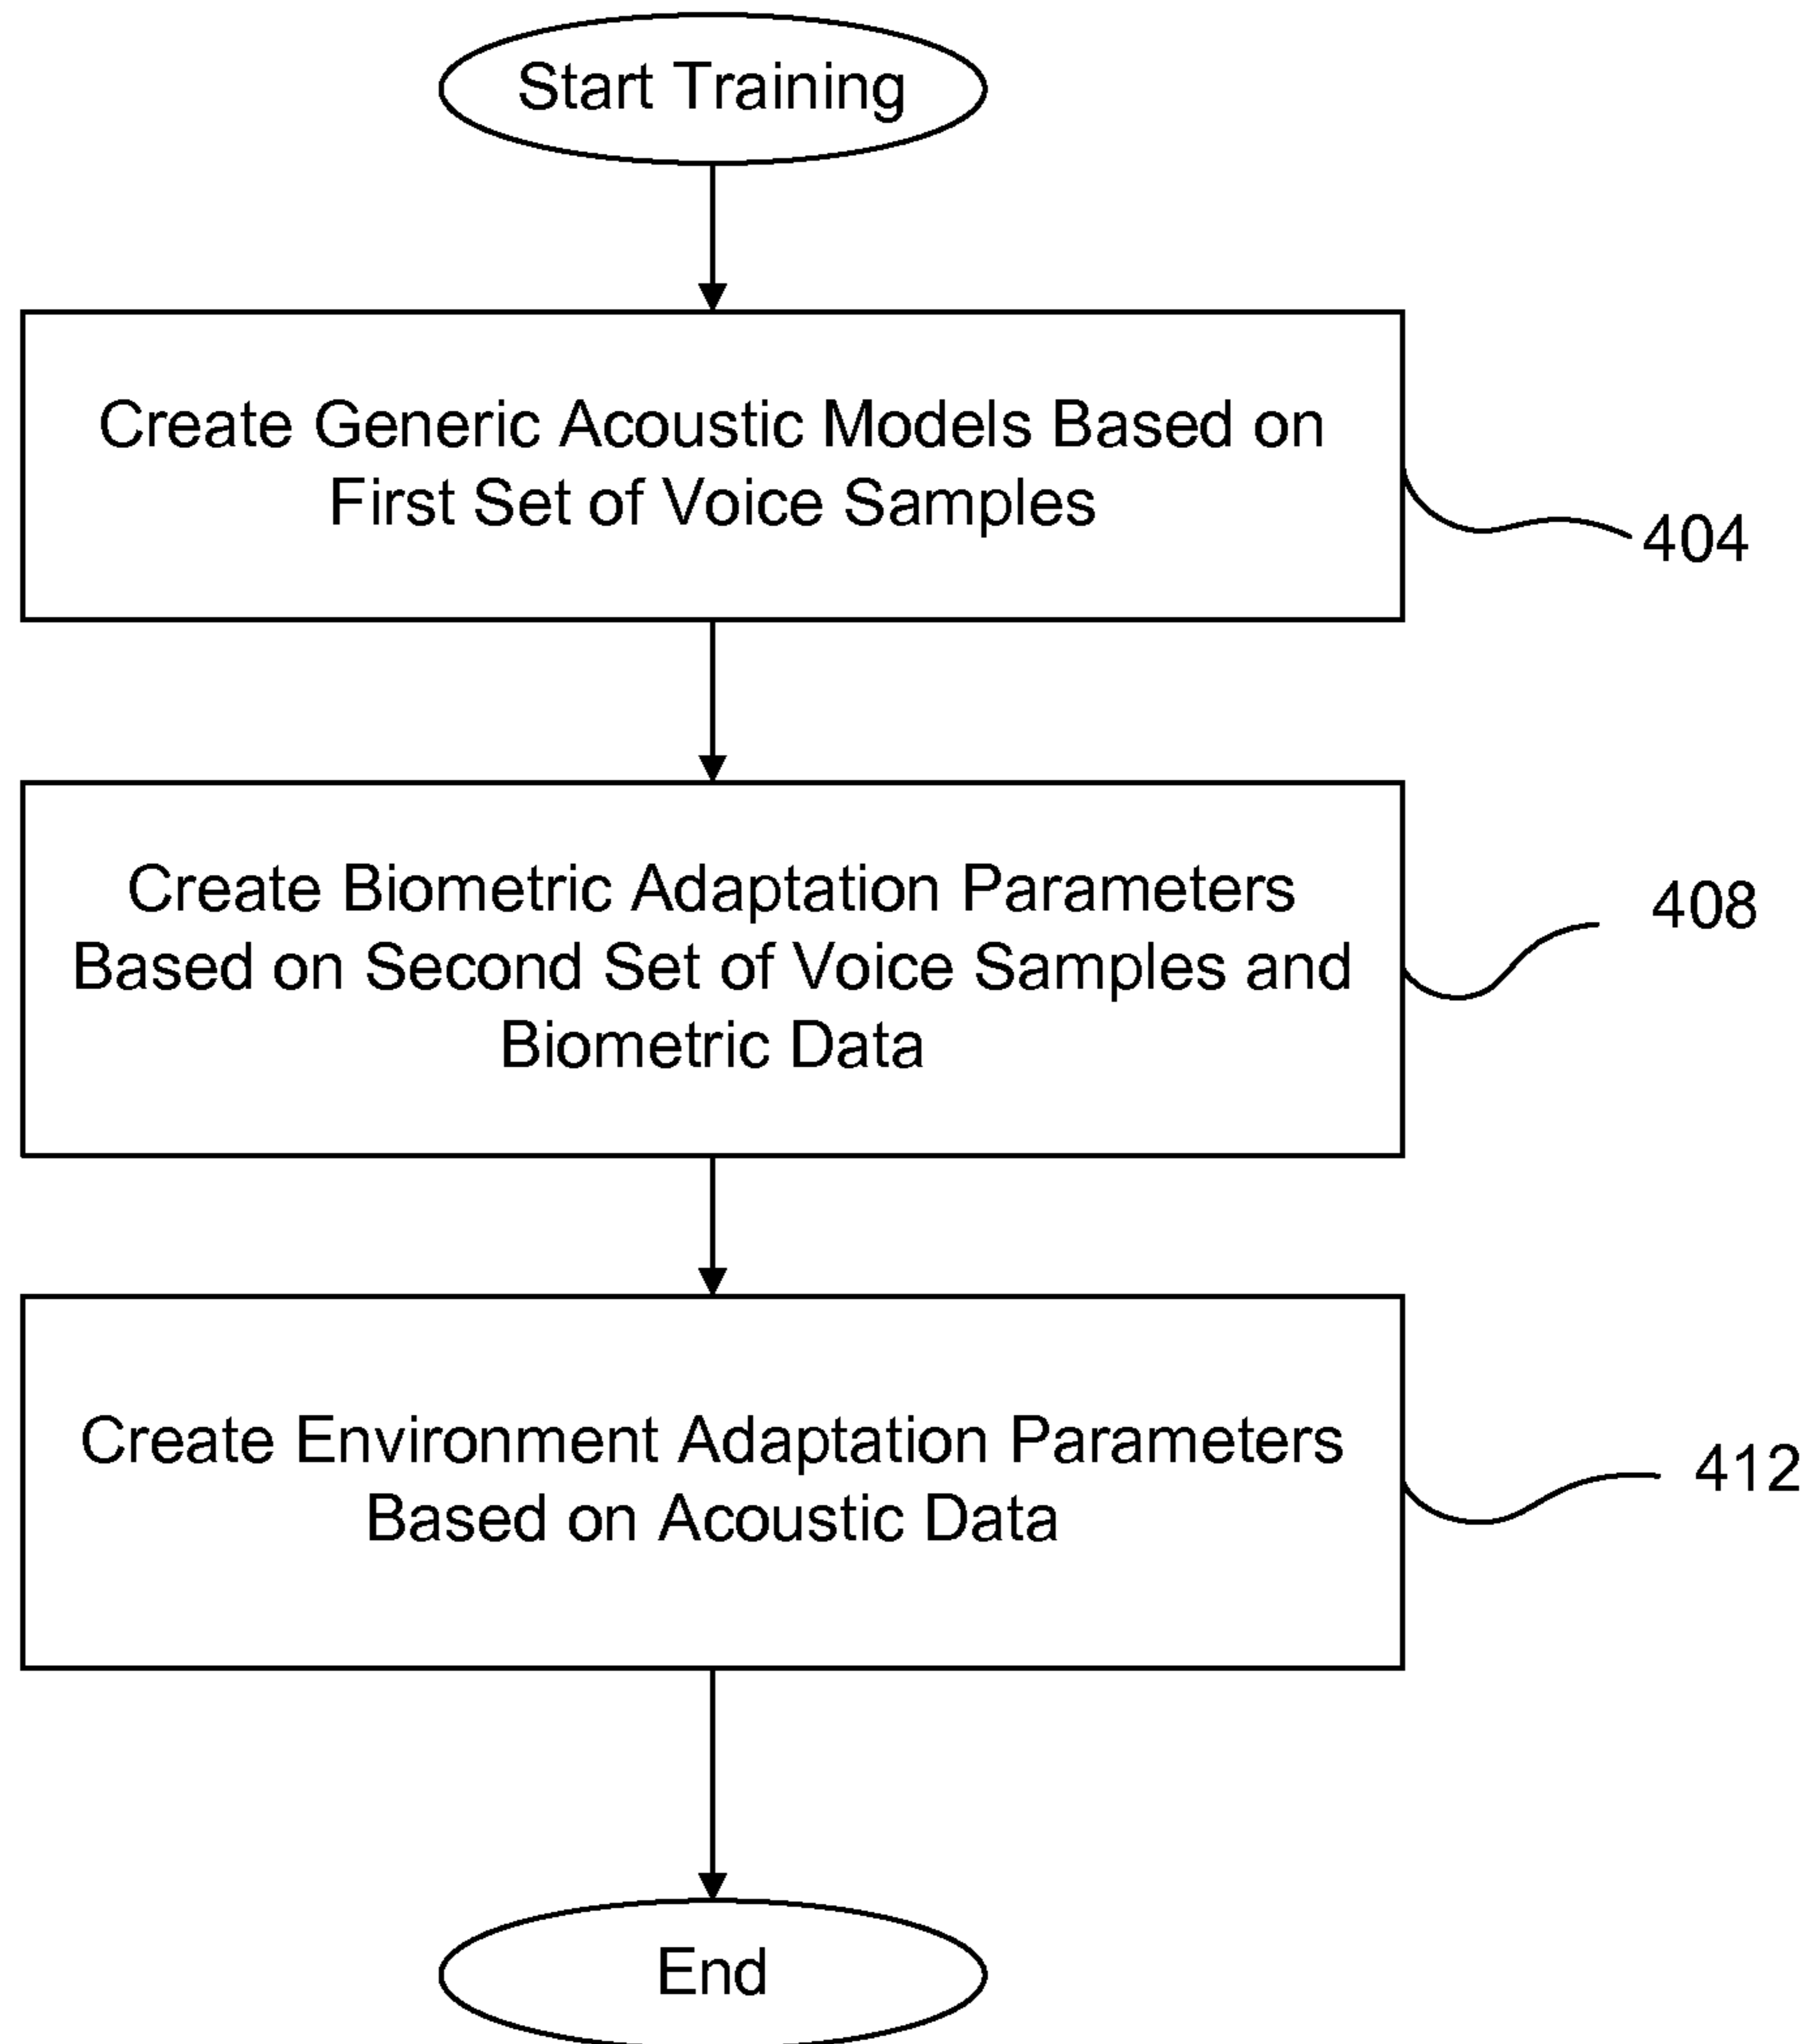 Start Training
Create Generic Acoustic Models Based on
First Set of Voice Samples
404
Create Biometric Adaptation Parameters
Based on Second Set of Voice Samples and
Biometric Data
408
Create Environment Adaptation Parameters
Based on Acoustic Data
412
End